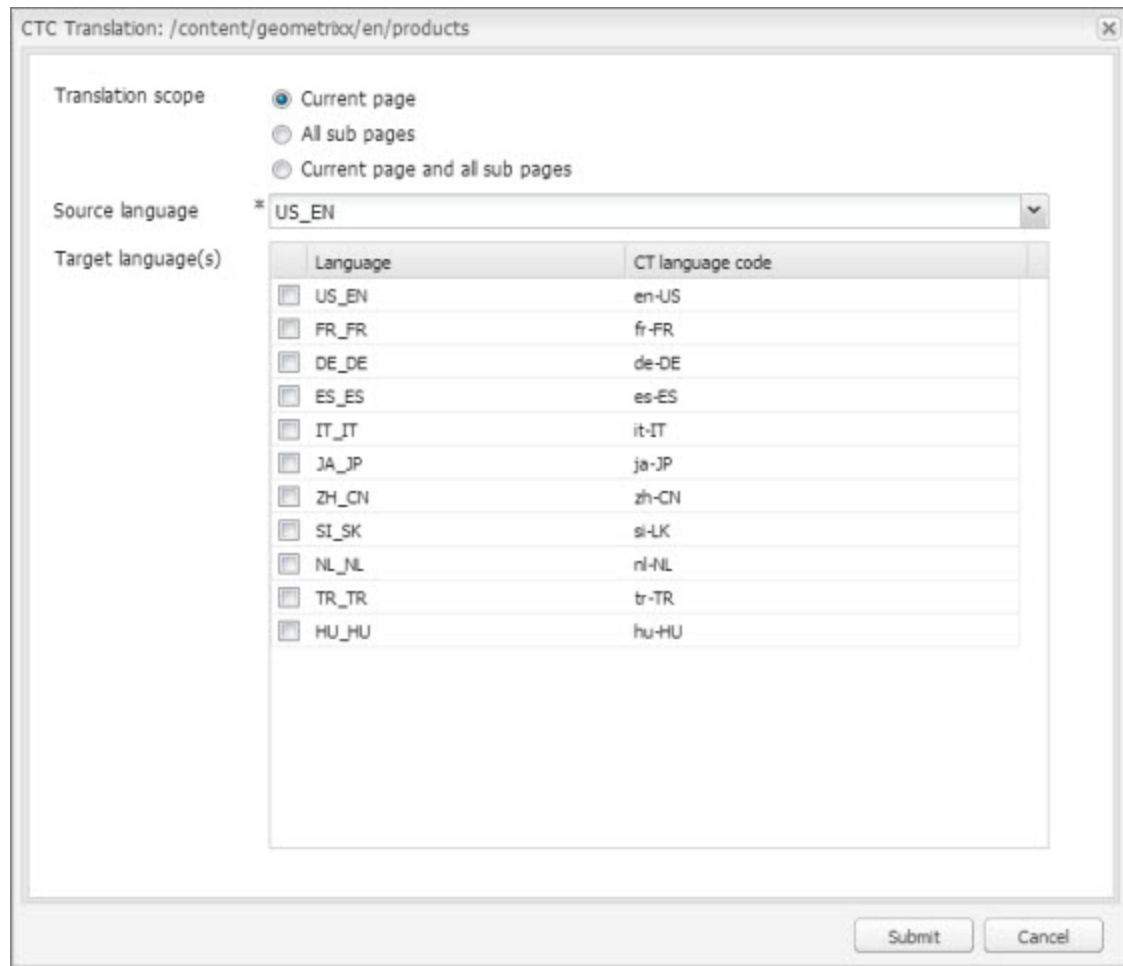 CTC Translation: /content/geometrixx/en/products
Translation scope
Current page
All sub pages
Current page and all sub pages
Source language * US_EN
Target language(s)
Language CT language code
US_EN en-US
FR_FR fr-FR
DE_DE de-DE
ES_ES es-ES
IT_IT it-IT
JA_JP ja-JP
ZH_CN zh-CN
SI_SK si-LK
NL_NL nl-NL
TR_TR tr-TR
HU_HU hu-HU
Submit Cancel